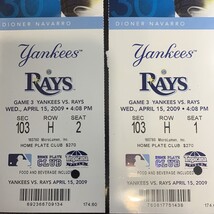 DIONER NAVARRO
Yankees
RAYS
GAME 3 YANKEES VS. RAYS
WED., APRIL 15, 2009 • 4:08 PM
SEC ROW SEAT
103 H 2
HOME PLATE CLUB $270
FOOD AND BEVERAGE INCLUDED
YANKEES VS. RAYS APRIL 15, 2009
DIONER NAVARRO
Yankees
RAYS
GAME 3 YANKEES VS. RAYS
WED., APRIL 15, 2009 • 4:08 PM
SEC ROW SEAT
103 H 1
HOME PLATE CLUB $270
FOOD AND BEVERAGE INCLUDED
YANKEES VS. RAYS APRIL 15, 2009